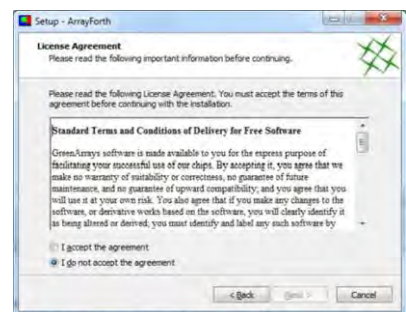 Setup - ArrayForth
License Agreement
Please read the following important information before continuing.
Please read the following License Agreement. You must accept the terms of this
agreement before continuing with the installation.
Standard Terms and Conditions of Delivery for Free Software
GreenArrays software is made available to you for the express purpose of
facilitating your successful use of our chips. By accepting it, you agree that we
make no warranty of suitability or correctness, no guarantee of future
maintenance, and no guarantee of upward compatibility; and you agree that you
will use it at your own risk. You also agree that if you make any changes to the
software, or derivative works based on the software, you will clearly identify it
as being altered or derived; you must identify and label any such software by
I accept the agreement
I do not accept the agreement
< Back
Next >
Cancel